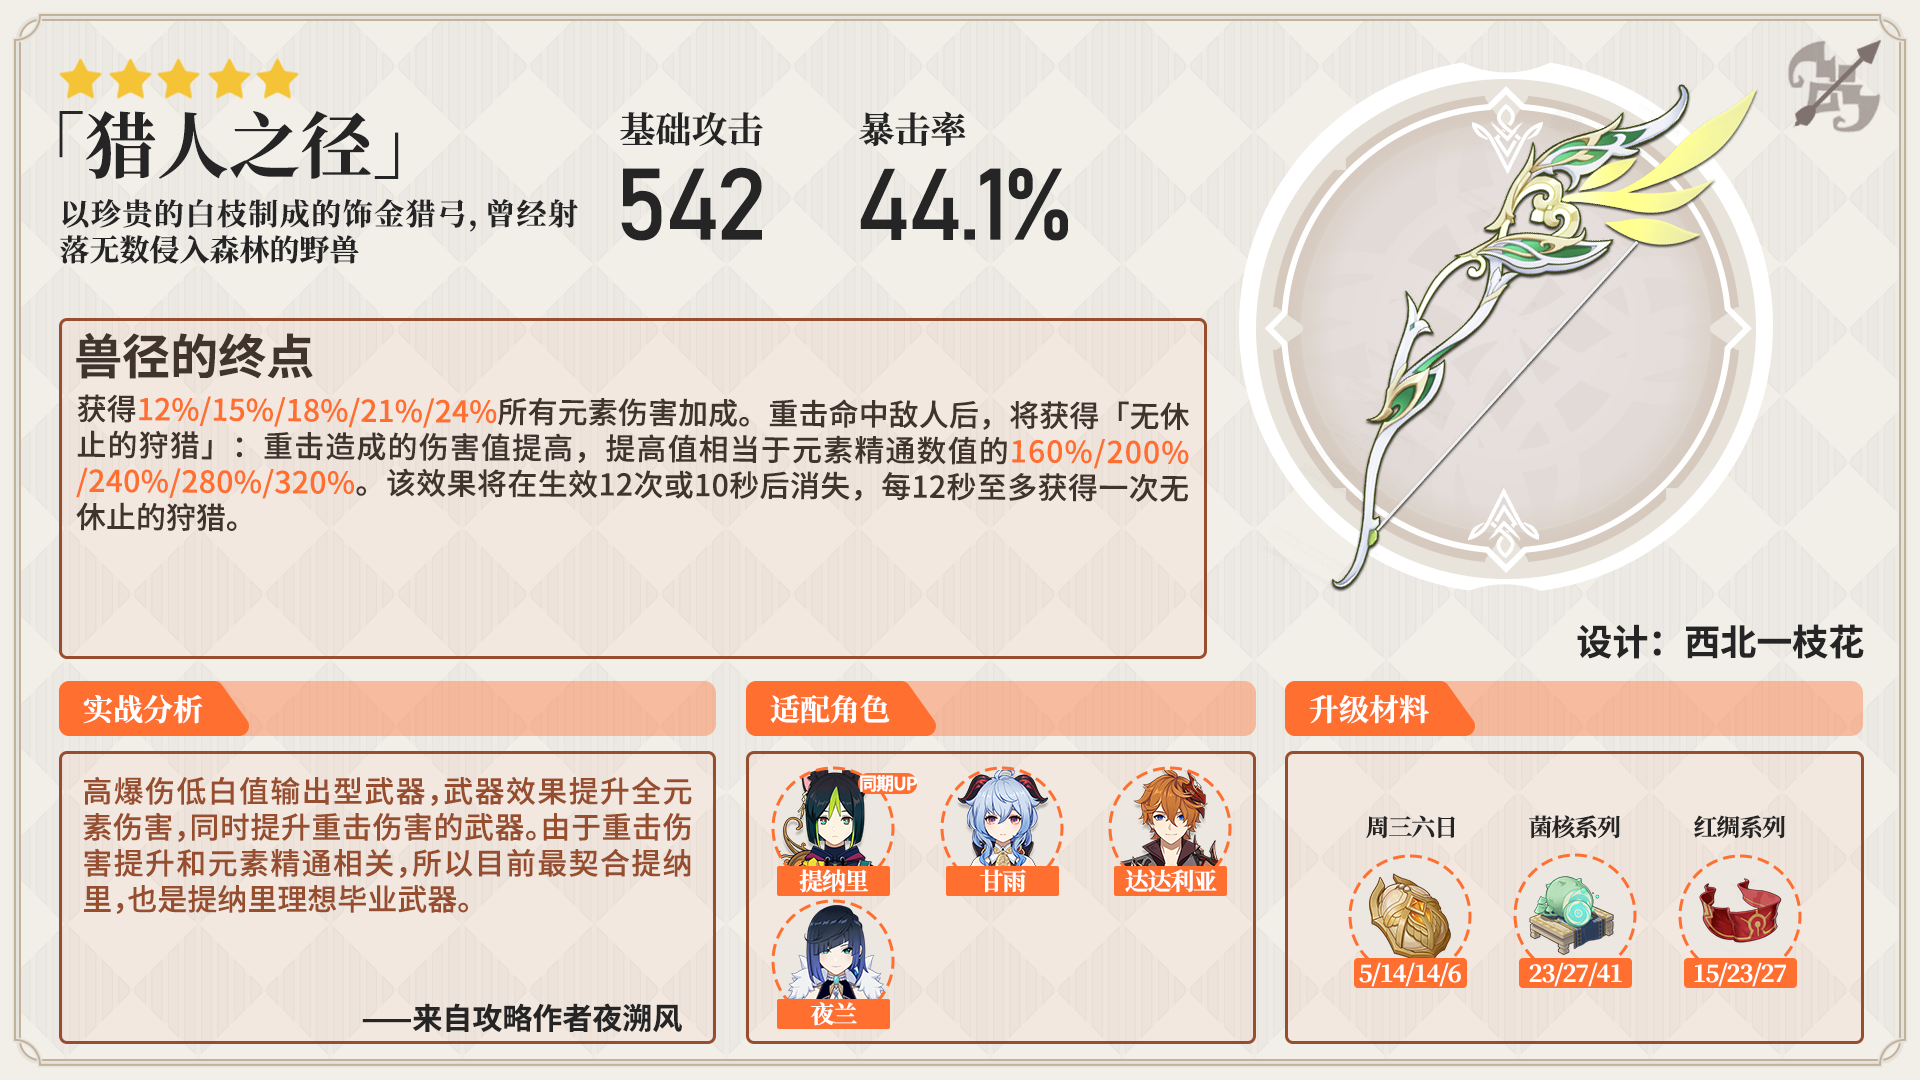 「猎人之径」
以珍贵的白枝制成的饰金猎弓,曾经射
落无数侵入森林的野兽
基础攻击
542
暴击率
44.1%
兽径的终点
获得12%/15%/18%/21%/24%所有元素伤害加成。重击命中敌人后，将获得「无休
止的狩猎」：重击造成的伤害值提高，提高值相当于元素精通数值的160%/200%
/240%/280%/320%。该效果将在生效12次或10秒后消失，每12秒至多获得一次无
休止的狩猎。
设计：西北一枝花
实战分析
高爆伤低白值输出型武器,武器效果提升全元
素伤害,同时提升重击伤害的武器。由于重击伤
害提升和元素精通相关,所以目前最契合提纳
里,也是提纳里理想毕业武器。
——来自攻略作者夜溯风
适配角色
同期UP
提纳里
甘雨
达达利亚
夜兰
升级材料
周三六日
菌核系列
红绸系列
5/14/14/6
23/27/41
15/23/27